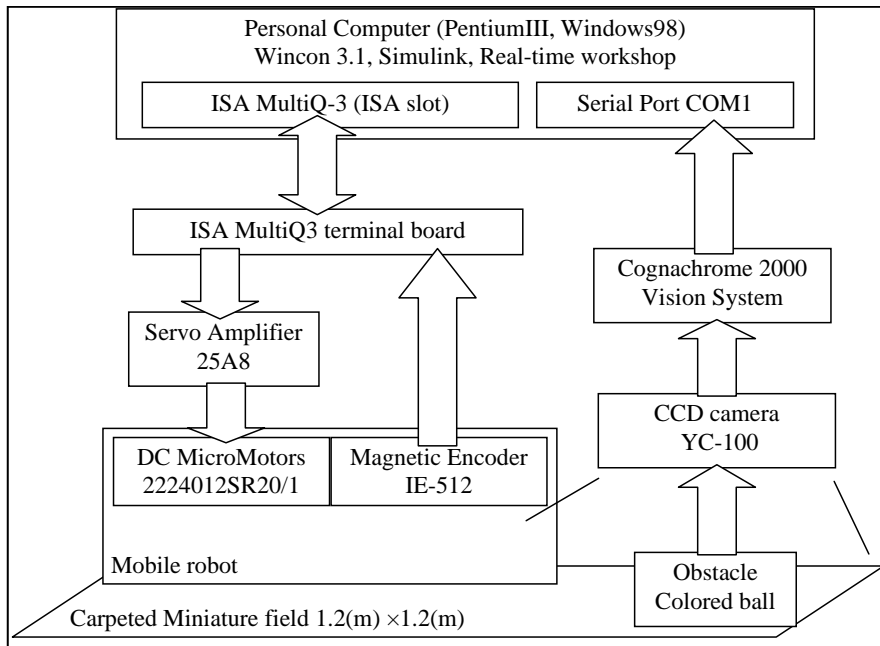 Personal Computer (PentiumIII, Windows98)
Wincon 3.1, Simulink, Real-time workshop
ISA MultiQ-3 (ISA slot)
Serial Port COM1
ISA MultiQ3 terminal board
Cognachrome 2000
Vision System
Servo Amplifier
25A8
CCD camera
YC-100
DC MicroMotors
2224012SR20/1
Magnetic Encoder
IE-512
Mobile robot
Obstacle
Colored ball
Carpeted Miniature field 1.2(m) ×1.2(m)